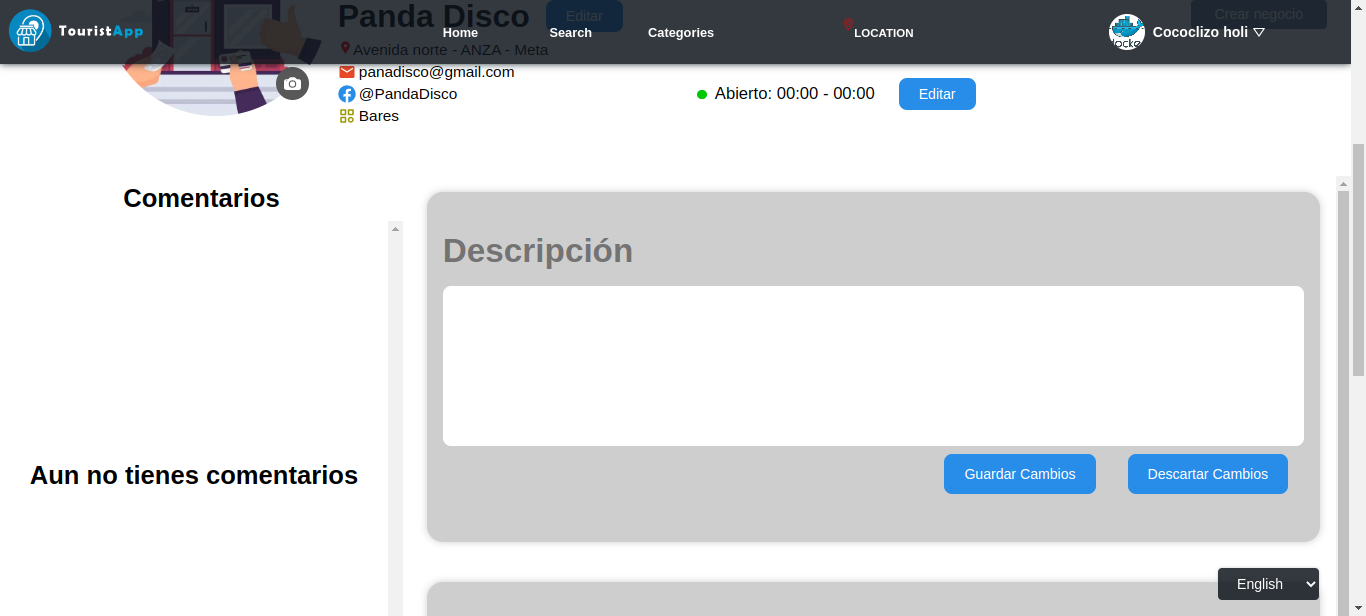 TouristApp
Home
Search
Categories
LOCATION
Cococlizo holi
Crear negocio
Panda Disco
Editar
Avenida norte - ANZA - Meta
panadisco@gmail.com
@PandaDisco
Bares
Abierto: 00:00 - 00:00
Editar
Comentarios
Aun no tienes comentarios
Descripción
Guardar Cambios
Descartar Cambios
English